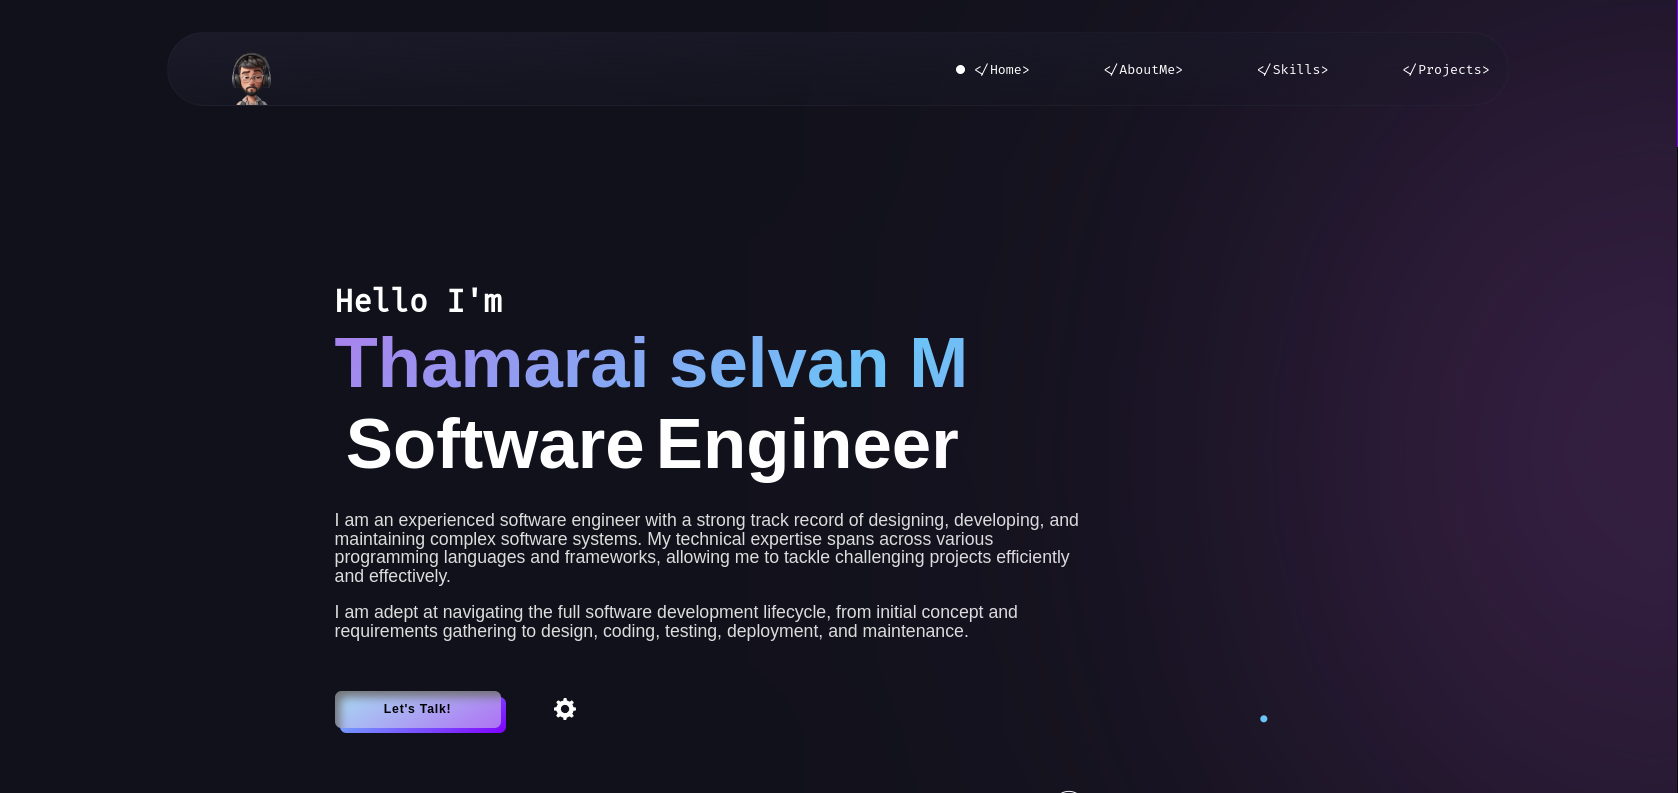 </Home> </AboutMe> </Skills> </Projects>
Hello I'm
Thamarai selvan M
Software Engineer
I am an experienced software engineer with a strong track record of designing, developing, and
maintaining complex software systems. My technical expertise spans across various
programming languages and frameworks, allowing me to tackle challenging projects efficiently
and effectively.
I am adept at navigating the full software development lifecycle, from initial concept and
requirements gathering to design, coding, testing, deployment, and maintenance.
Let's Talk!